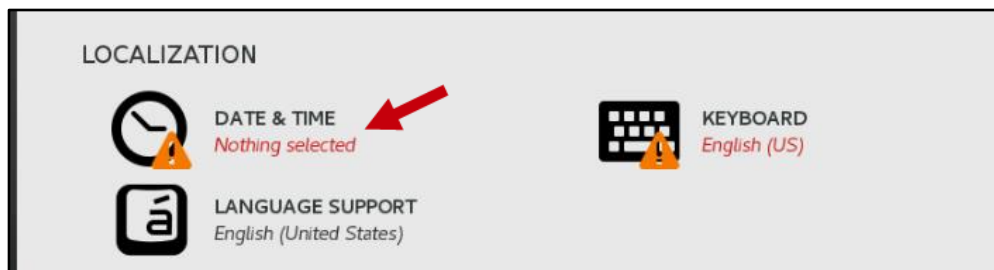 LOCALIZATION
DATE & TIME
Nothing selected
KEYBOARD
English (US)
á
LANGUAGE SUPPORT
English (United States)